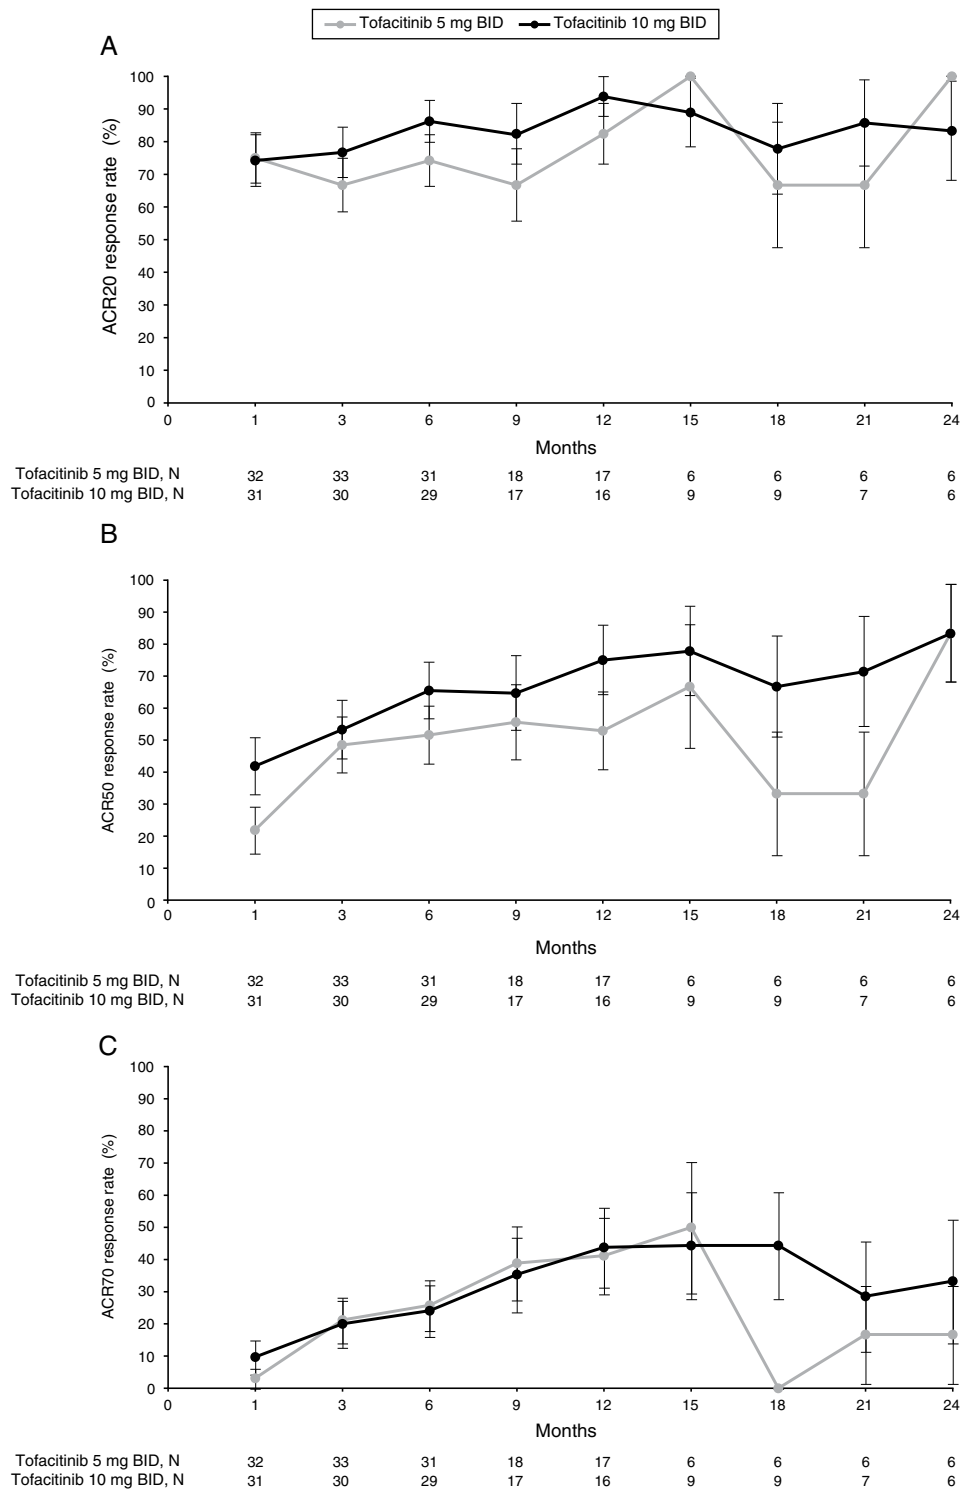 Tofacitinib 5 mg BID Tofacitinib 10 mg BID
A
ACR20 response rate (%)
100
90
80
70
60
50
40
30
20
10
0
0 1 3 6 9 12 15 18 21 24
Months
Tofacitinib 5 mg BID, N 32 33 31 18 17 6 6 6 6
Tofacitinib 10 mg BID, N 31 30 29 17 16 9 9 7 6
B
ACR50 response rate (%)
100
90
80
70
60
50
40
30
20
10
0
0 1 3 6 9 12 15 18 21 24
Months
Tofacitinib 5 mg BID, N 32 33 31 18 17 6 6 6 6
Tofacitinib 10 mg BID, N 31 30 29 17 16 9 9 7 6
C
ACR70 response rate (%)
100
90
80
70
60
50
40
30
20
10
0
0 1 3 6 9 12 15 18 21 24
Months
Tofacitinib 5 mg BID, N 32 33 31 18 17 6 6 6 6
Tofacitinib 10 mg BID, N 31 30 29 17 16 9 9 7 6